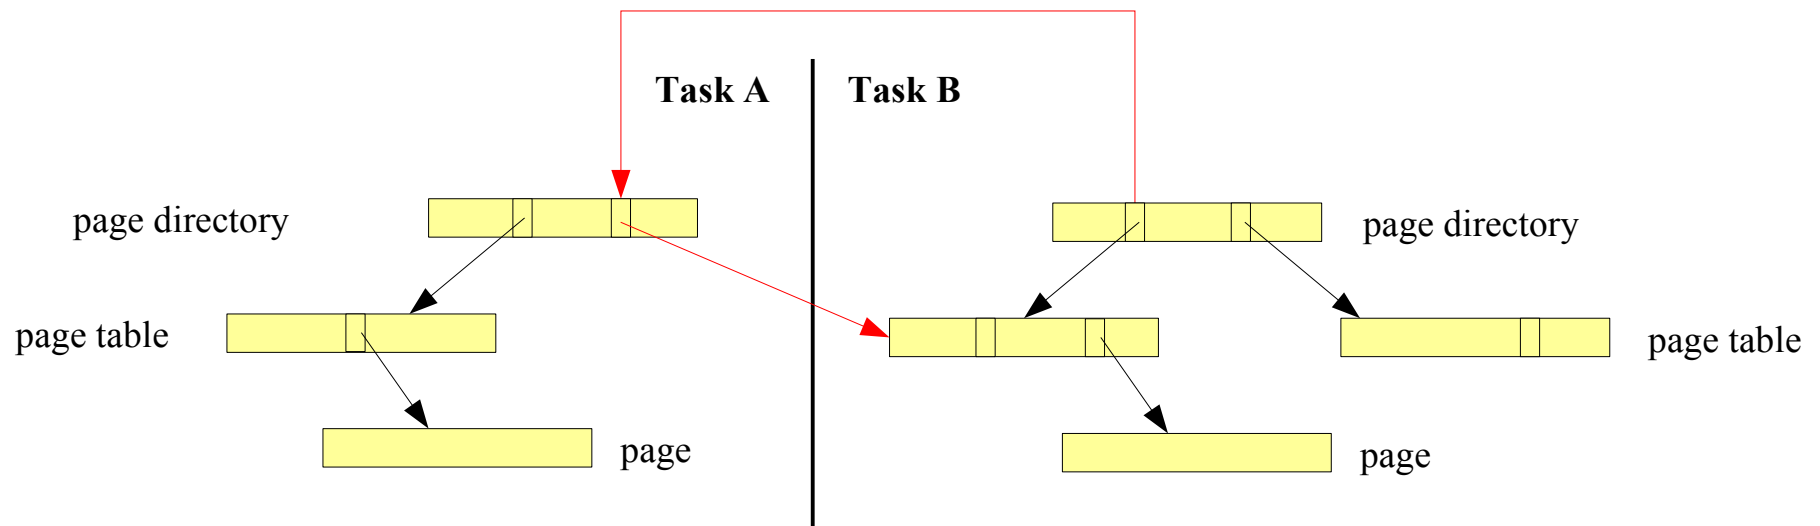 Task A
Task B
page directory
page directory
page table
page table
page
page